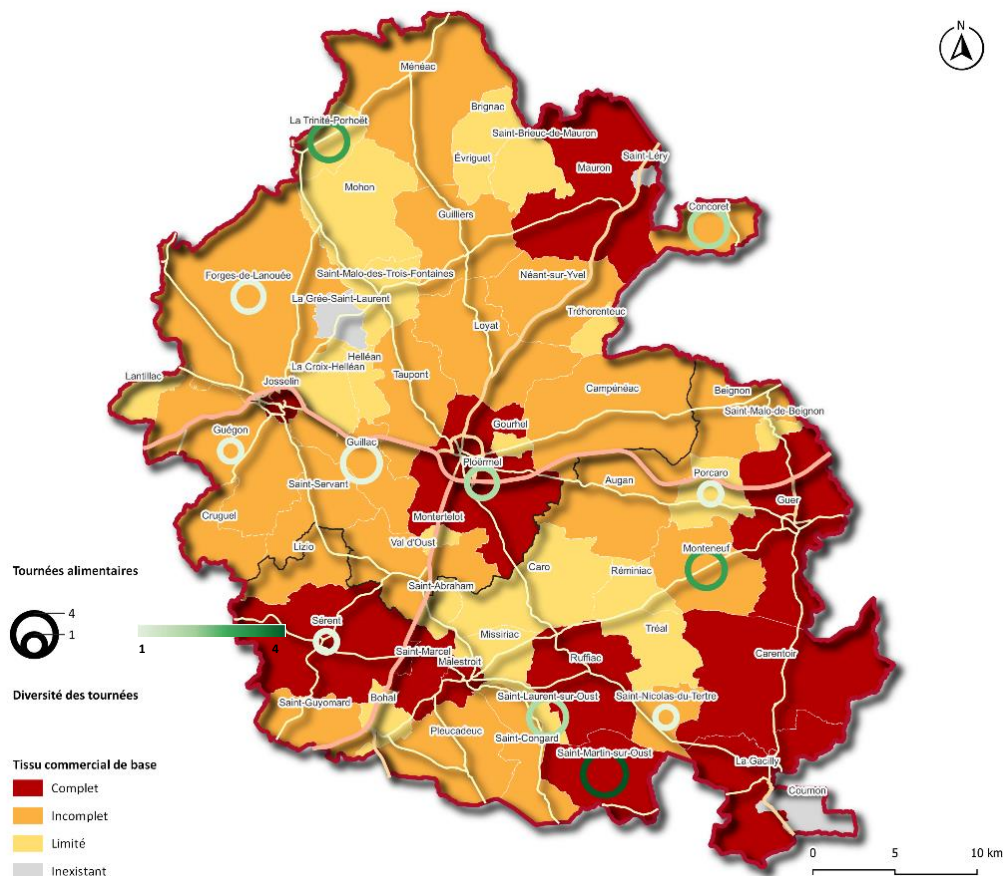 N
Ménéac
Brignac
La Trinité-Porhoët
Saint-Brieuc-de-Mauron
Saint-Léry
Évriguet
Mauron
Mohon
Concoret
Guilliers
Forges-de-Lanouée
Saint-Malo-des-Trois-Fontaines
Néant-sur-Yvel
La Grée-Saint-Laurent
Tréhorenteuc
Loyat
Helléan
La Croix-Helléan
Lantillac
Josselin
Taupont
Campénéac
Beignon
Saint-Malo-de-Beignon
Gourhel
Guégon
Guillac
Ploërmel
Porcaro
Augan
Saint-Servant
Guer
Cruguel
Montertelot
Val d'Oust
Lizio
Monteneuf
Caro
Réminiac
Saint-Abraham
Tournées alimentaires
4
1
1
4
Sérent
Missiriac
Tréal
Saint-Marcel
Malestroit
Ruffiac
Carentoir
Diversité des tournées
Saint-Guyomard
Bohal
Saint-Laurent-sur-Oust
Saint-Nicolas-du-Tertre
Pleucadeuc
Saint-Congard
Saint-Martin-sur-Oust
La Gacilly
Tissu commercial de base
Complet
Incomplet
Limité
Inexistant
Cournon
0
5
10 km